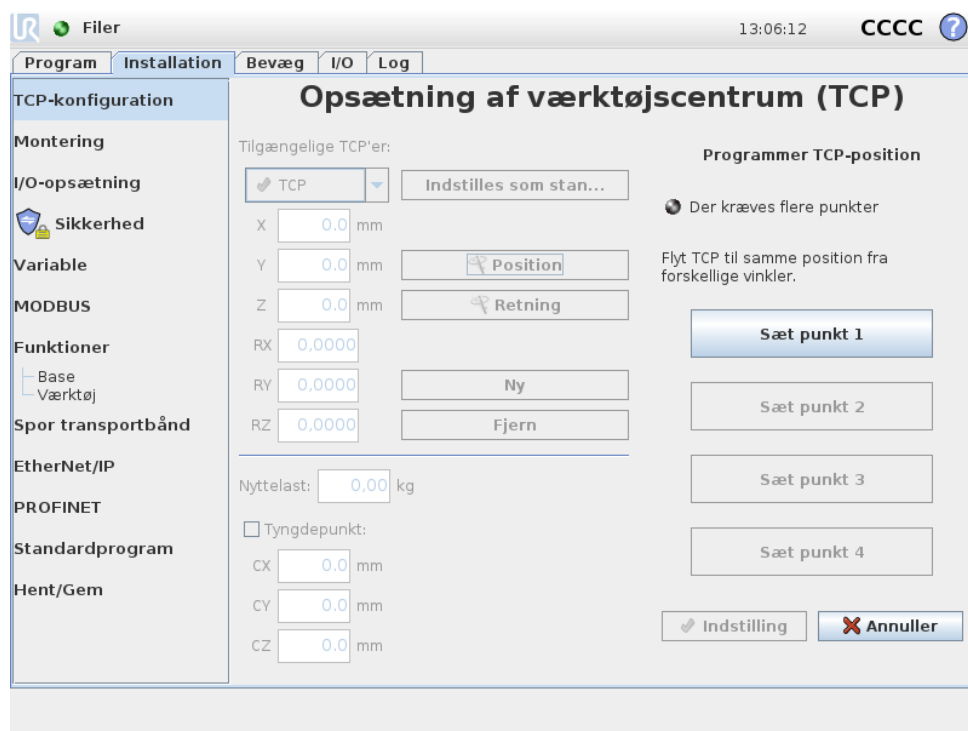 UR Filer 13:06:12 CCCC ?
Program Installation Bevæg I/O Log
TCP-konfiguration
Montering
I/O-opsætning
Sikkerhed
Variable
MODBUS
Funktioner
Base
Værktøj
Spor transportbånd
EtherNet/IP
PROFINET
Standardprogram
Hent/Gem
Opsætning af værktøjscentrum (TCP)
Tilgængelige TCP'er:
TCP Indstilles som stan...
X 0.0 mm
Y 0.0 mm Position
Z 0.0 mm Retning
RX 0,0000
RY 0,0000 Ny
RZ 0,0000 Fjern
Nyttelast: 0,00 kg
Tyngdepunkt:
CX 0.0 mm
CY 0.0 mm
CZ 0.0 mm
Programmer TCP-position
Der kræves flere punkter
Flyt TCP til samme position fra
forskellige vinkler.
Sæt punkt 1
Sæt punkt 2
Sæt punkt 3
Sæt punkt 4
Indstilling Annuller